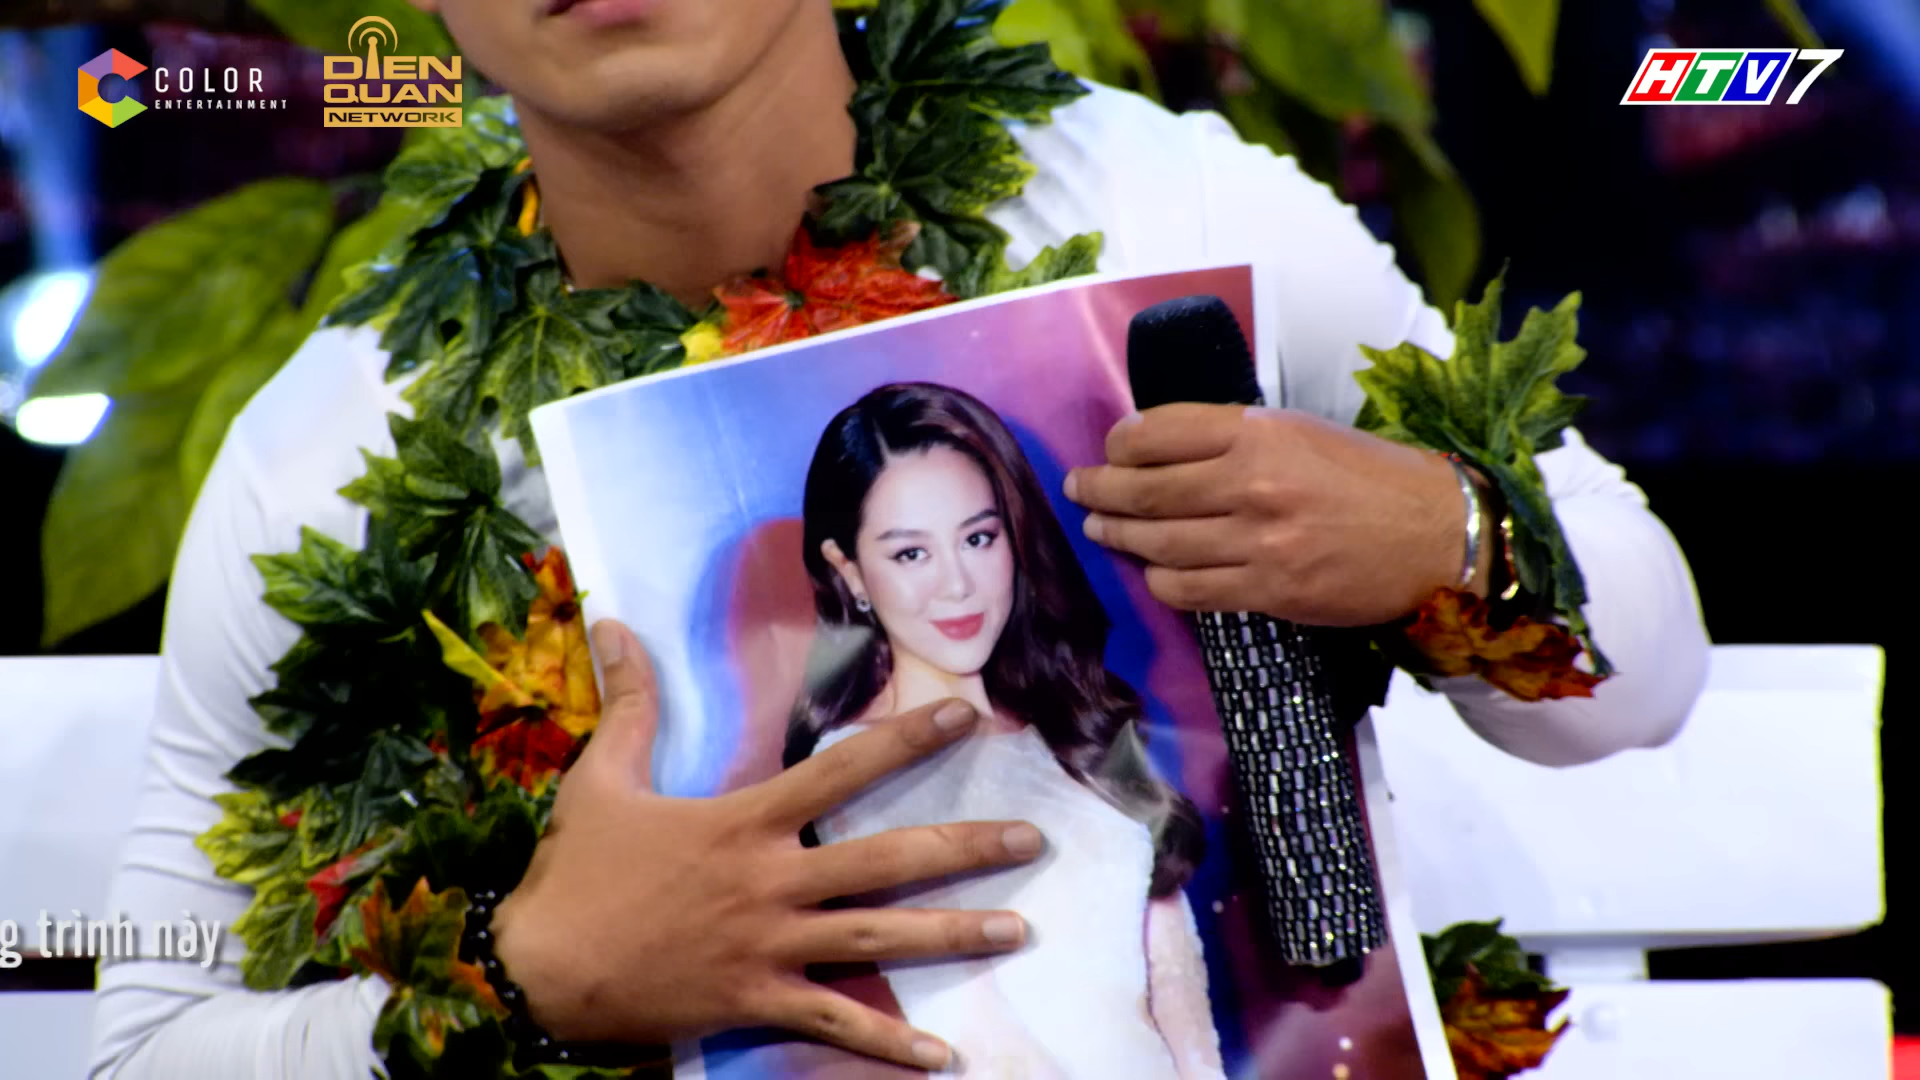 COLOR
ENTERTAINMENT
DIEN
QUAN
NETWORK
HTV7
g trình này